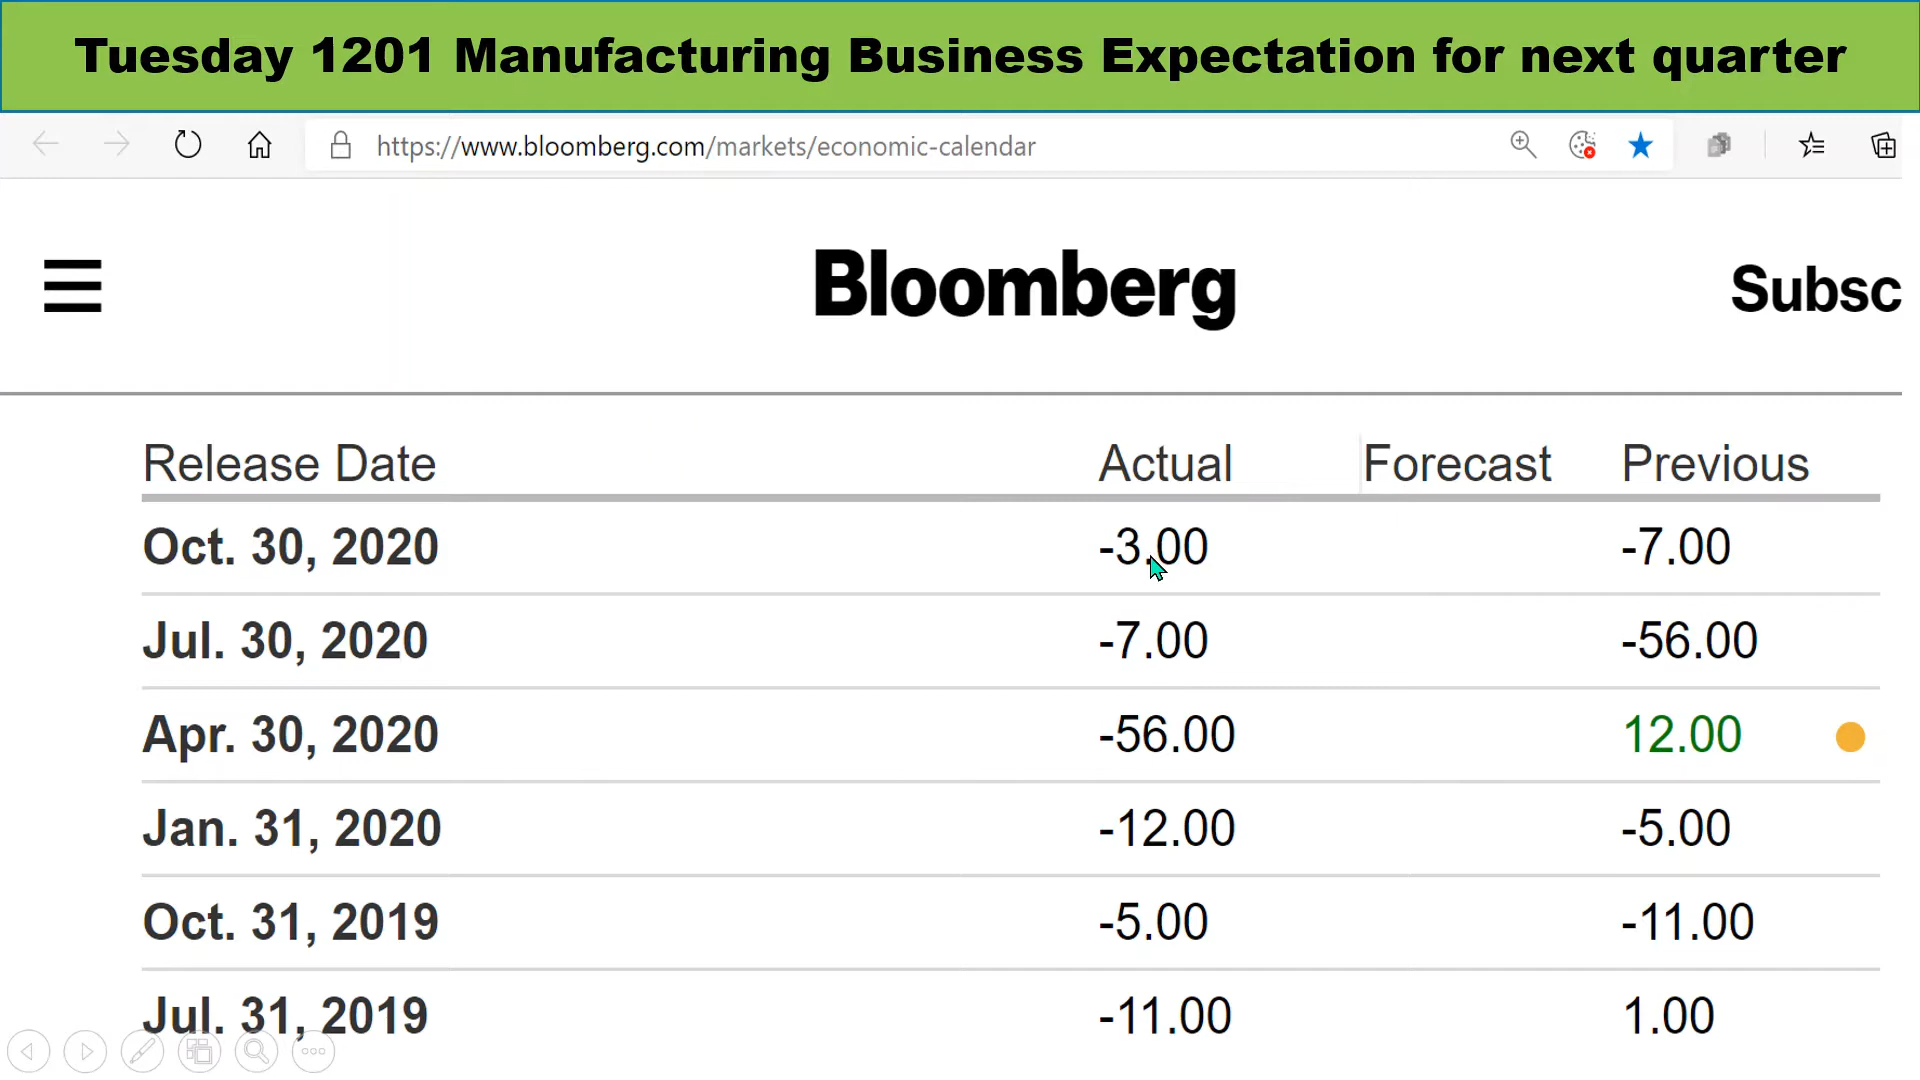 Tuesday 1201 Manufacturing Business Expectation for next quarter
https://www.bloomberg.com/markets/economic-calendar
Bloomberg Subsc
Release Date Actual Forecast Previous
Oct. 30, 2020 -3.00 -7.00
Jul. 30, 2020 -7.00 -56.00
Apr. 30, 2020 -56.00 12.00
Jan. 31, 2020 -12.00 -5.00
Oct. 31, 2019 -5.00 -11.00
Jul. 31, 2019 -11.00 1.00